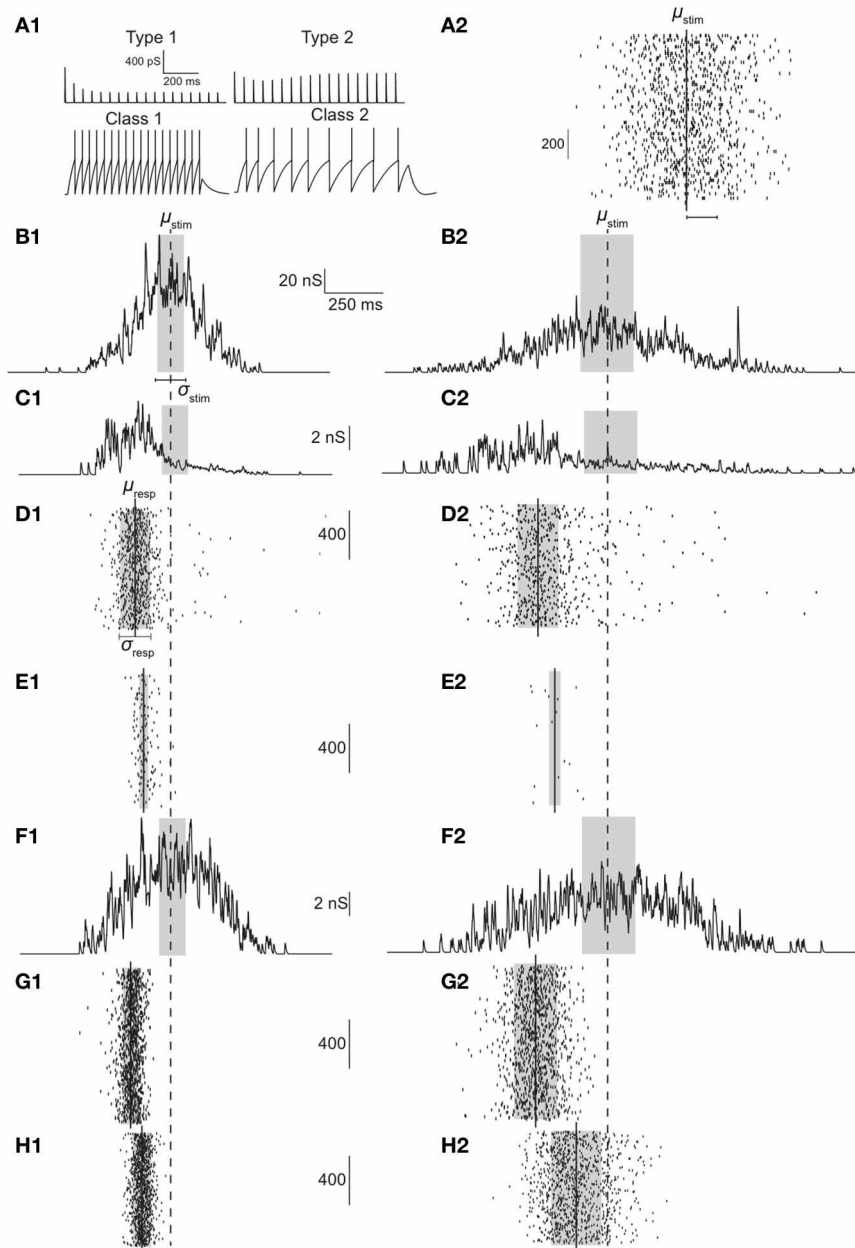 A1
Type 1
Type 2
400 pS
200 ms
Class 1
Class 2
A2
μstim
200
B1
μstim
20 nS
250 ms
σstim
B2
μstim
C1
2 nS
C2
D1
μresp
400
σresp
D2
E1
400
E2
F1
2 nS
F2
G1
400
G2
H1
400
H2